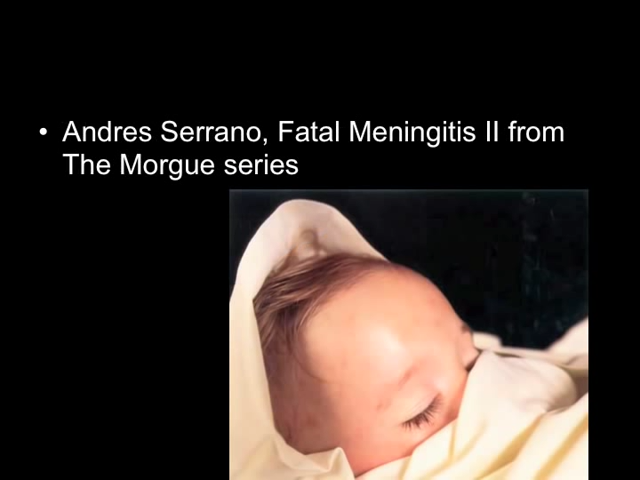 • Andres Serrano, Fatal Meningitis II from
The Morgue series